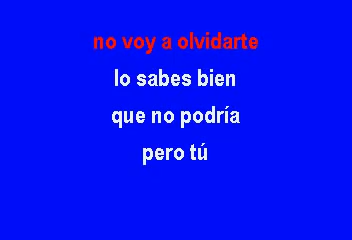 no voy a olvidarte
lo sabes bien
que no podría
pero tú